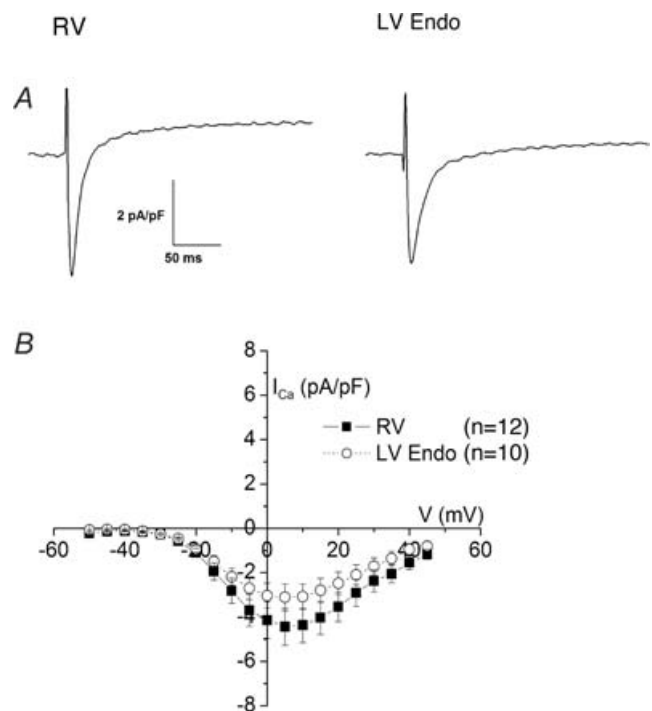 RV
LV Endo
A
2 pA/pF
50 ms
B
8
6
4
2
0
-2
-4
-6
-8
I_Ca (pA/pF)
RV (n=12)
LV Endo (n=10)
V (mV)
-60 -40 -20 0 20 40 60